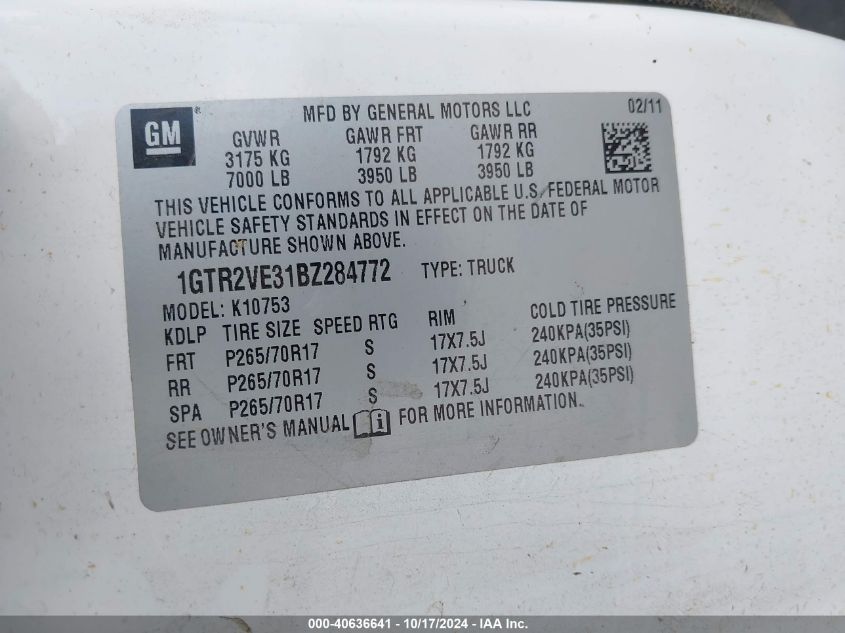 GM ®
MFD BY GENERAL MOTORS LLC 02/11
GVWR GAWR FRT GAWR RR
3175 KG 1792 KG 1792 KG
7000 LB 3950 LB 3950 LB
THIS VEHICLE CONFORMS TO ALL APPLICABLE U.S. FEDERAL MOTOR
VEHICLE SAFETY STANDARDS IN EFFECT ON THE DATE OF
MANUFACTURE SHOWN ABOVE.
1GTR2VE31BZ284772 TYPE: TRUCK
MODEL: K10753
KDLP TIRE SIZE SPEED RTG RIM COLD TIRE PRESSURE
FRT P265/70R17 S 17X7.5J 240KPA(35PSI)
RR P265/70R17 S 17X7.5J 240KPA(35PSI)
SPA P265/70R17 S 17X7.5J 240KPA(35PSI)
SEE OWNER'S MANUAL i FOR MORE INFORMATION.
000-40636641 - 10/17/2024 - IAA Inc.